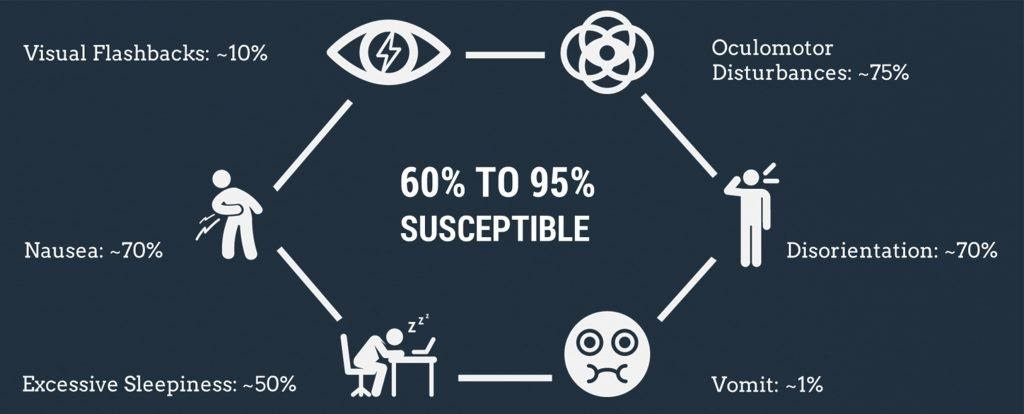 Visual Flashbacks: ~10%
Oculomotor
Disturbances: ~75%
60% TO 95%
SUSCEPTIBLE
Nausea: ~70%
Disorientation: ~70%
z z z
Excessive Sleepiness: ~50%
Vomit: ~1%